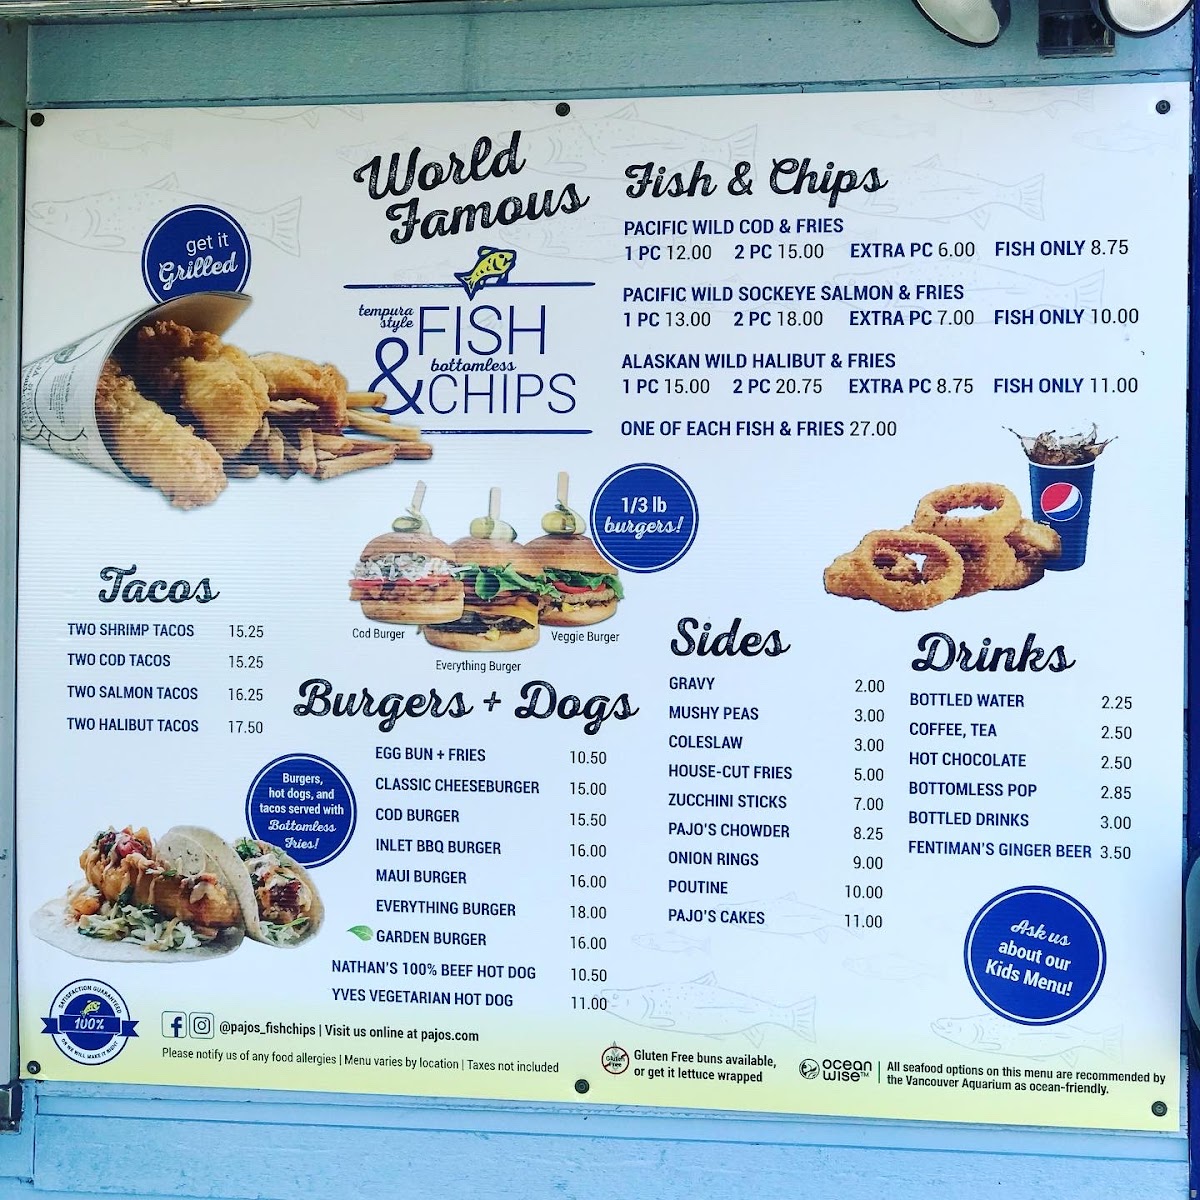 get it
Grilled
World
Famous
tempura
style
FISH
&
bottomless
CHIPS
Fish & Chips
PACIFIC WILD COD & FRIES
1 PC 12.00 2 PC 15.00 EXTRA PC 6.00 FISH ONLY 8.75
PACIFIC WILD SOCKEYE SALMON & FRIES
1 PC 13.00 2 PC 18.00 EXTRA PC 7.00 FISH ONLY 10.00
ALASKAN WILD HALIBUT & FRIES
1 PC 15.00 2 PC 20.75 EXTRA PC 8.75 FISH ONLY 11.00
ONE OF EACH FISH & FRIES 27.00
1/3 lb
burgers!
Cod Burger
Everything Burger
Veggie Burger
Tacos
TWO SHRIMP TACOS 15.25
TWO COD TACOS 15.25
TWO SALMON TACOS 16.25
TWO HALIBUT TACOS 17.50
Burgers,
hot dogs, and
tacos served with
Bottomless
Fries!
Burgers + Dogs
EGG BUN + FRIES 10.50
CLASSIC CHEESEBURGER 15.00
COD BURGER 15.50
INLET BBQ BURGER 16.00
MAUI BURGER 16.00
EVERYTHING BURGER 18.00
GARDEN BURGER 16.00
NATHAN'S 100% BEEF HOT DOG 10.50
YVES VEGETARIAN HOT DOG 11.00
Sides
GRAVY 2.00
MUSHY PEAS 3.00
COLESLAW 3.00
HOUSE-CUT FRIES 5.00
ZUCCHINI STICKS 7.00
PAJO'S CHOWDER 8.25
ONION RINGS 9.00
POUTINE 10.00
PAJO'S CAKES 11.00
Drinks
BOTTLED WATER 2.25
COFFEE, TEA 2.50
HOT CHOCOLATE 2.50
BOTTOMLESS POP 2.85
BOTTLED DRINKS 3.00
FENTIMAN'S GINGER BEER 3.50
Ask us
about our
Kids Menu!
SATISFACTION GUARANTEED
100%
OR WE WILL MAKE IT RIGHT
@pajos_fishchips | Visit us online at pajos.com
Please notify us of any food allergies | Menu varies by location | Taxes not included
Gluten
Free
Gluten Free buns available,
or get it lettuce wrapped
ocean
wise™
All seafood options on this menu are recommended by
the Vancouver Aquarium as ocean-friendly.